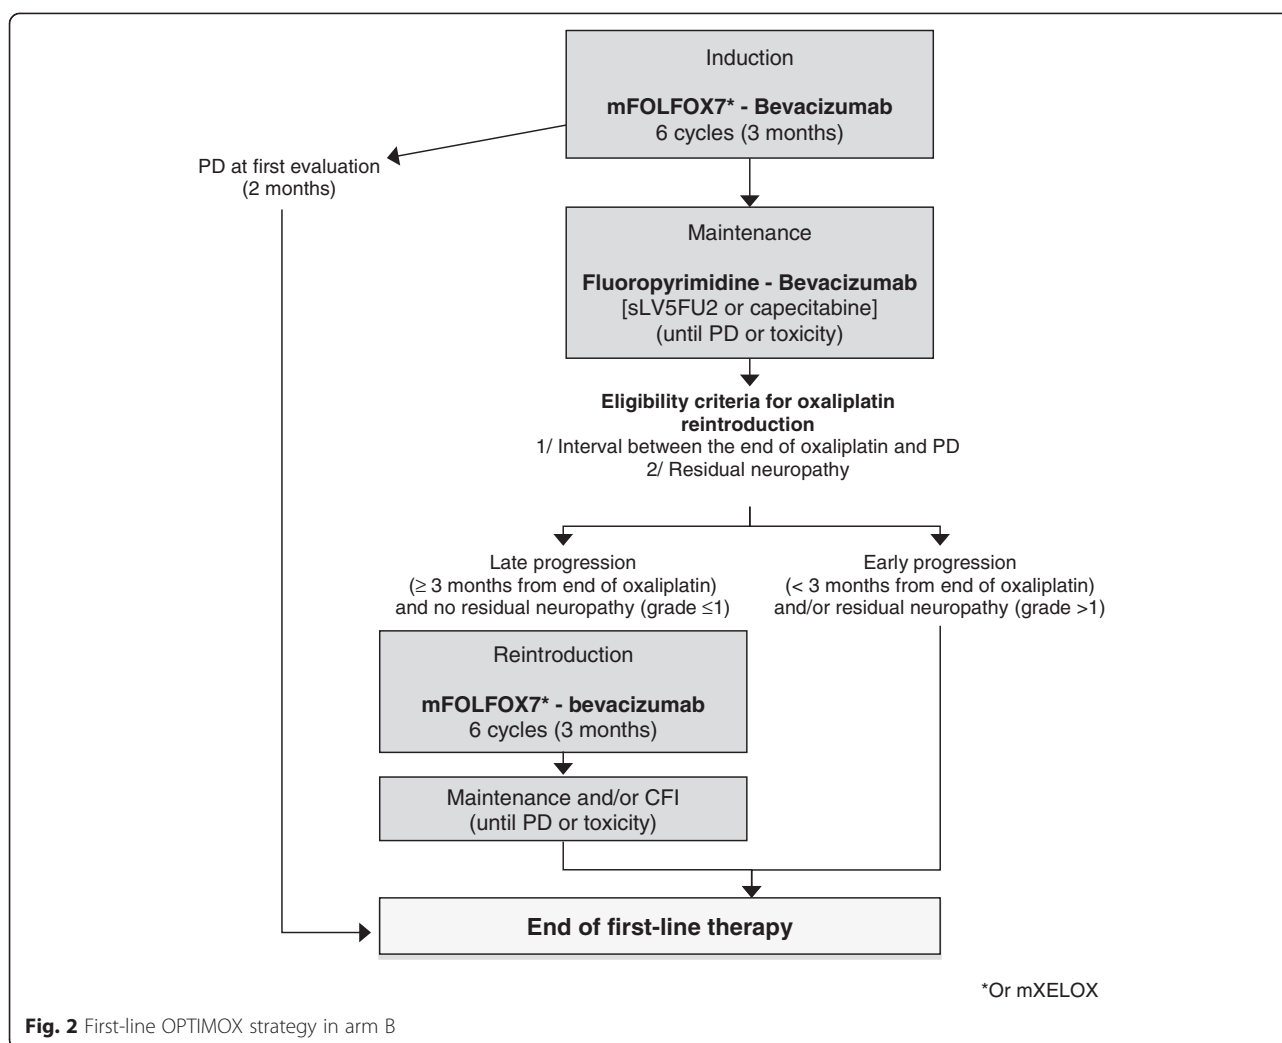 Induction
mFOLFOX7* - Bevacizumab
6 cycles (3 months)
PD at first evaluation
(2 months)
Maintenance
Fluoropyrimidine - Bevacizumab
[sLV5FU2 or capecitabine]
(until PD or toxicity)
Eligibility criteria for oxaliplatin
reintroduction
1/ Interval between the end of oxaliplatin and PD
2/ Residual neuropathy
Late progression
(≥ 3 months from end of oxaliplatin)
and no residual neuropathy (grade ≤1)
Early progression
(< 3 months from end of oxaliplatin)
and/or residual neuropathy (grade >1)
Reintroduction
mFOLFOX7* - bevacizumab
6 cycles (3 months)
Maintenance and/or CFI
(until PD or toxicity)
End of first-line therapy
*Or mXELOX
Fig. 2 First-line OPTIMOX strategy in arm B